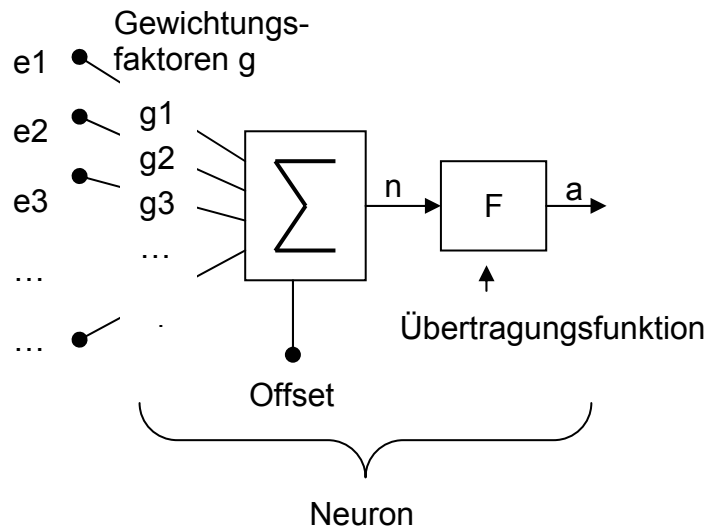 Gewichtungs-
faktoren g
e1
g1
e2
g2
e3
g3
n
F
a
…
…
…
.
Übertragungsfunktion
Offset
Neuron